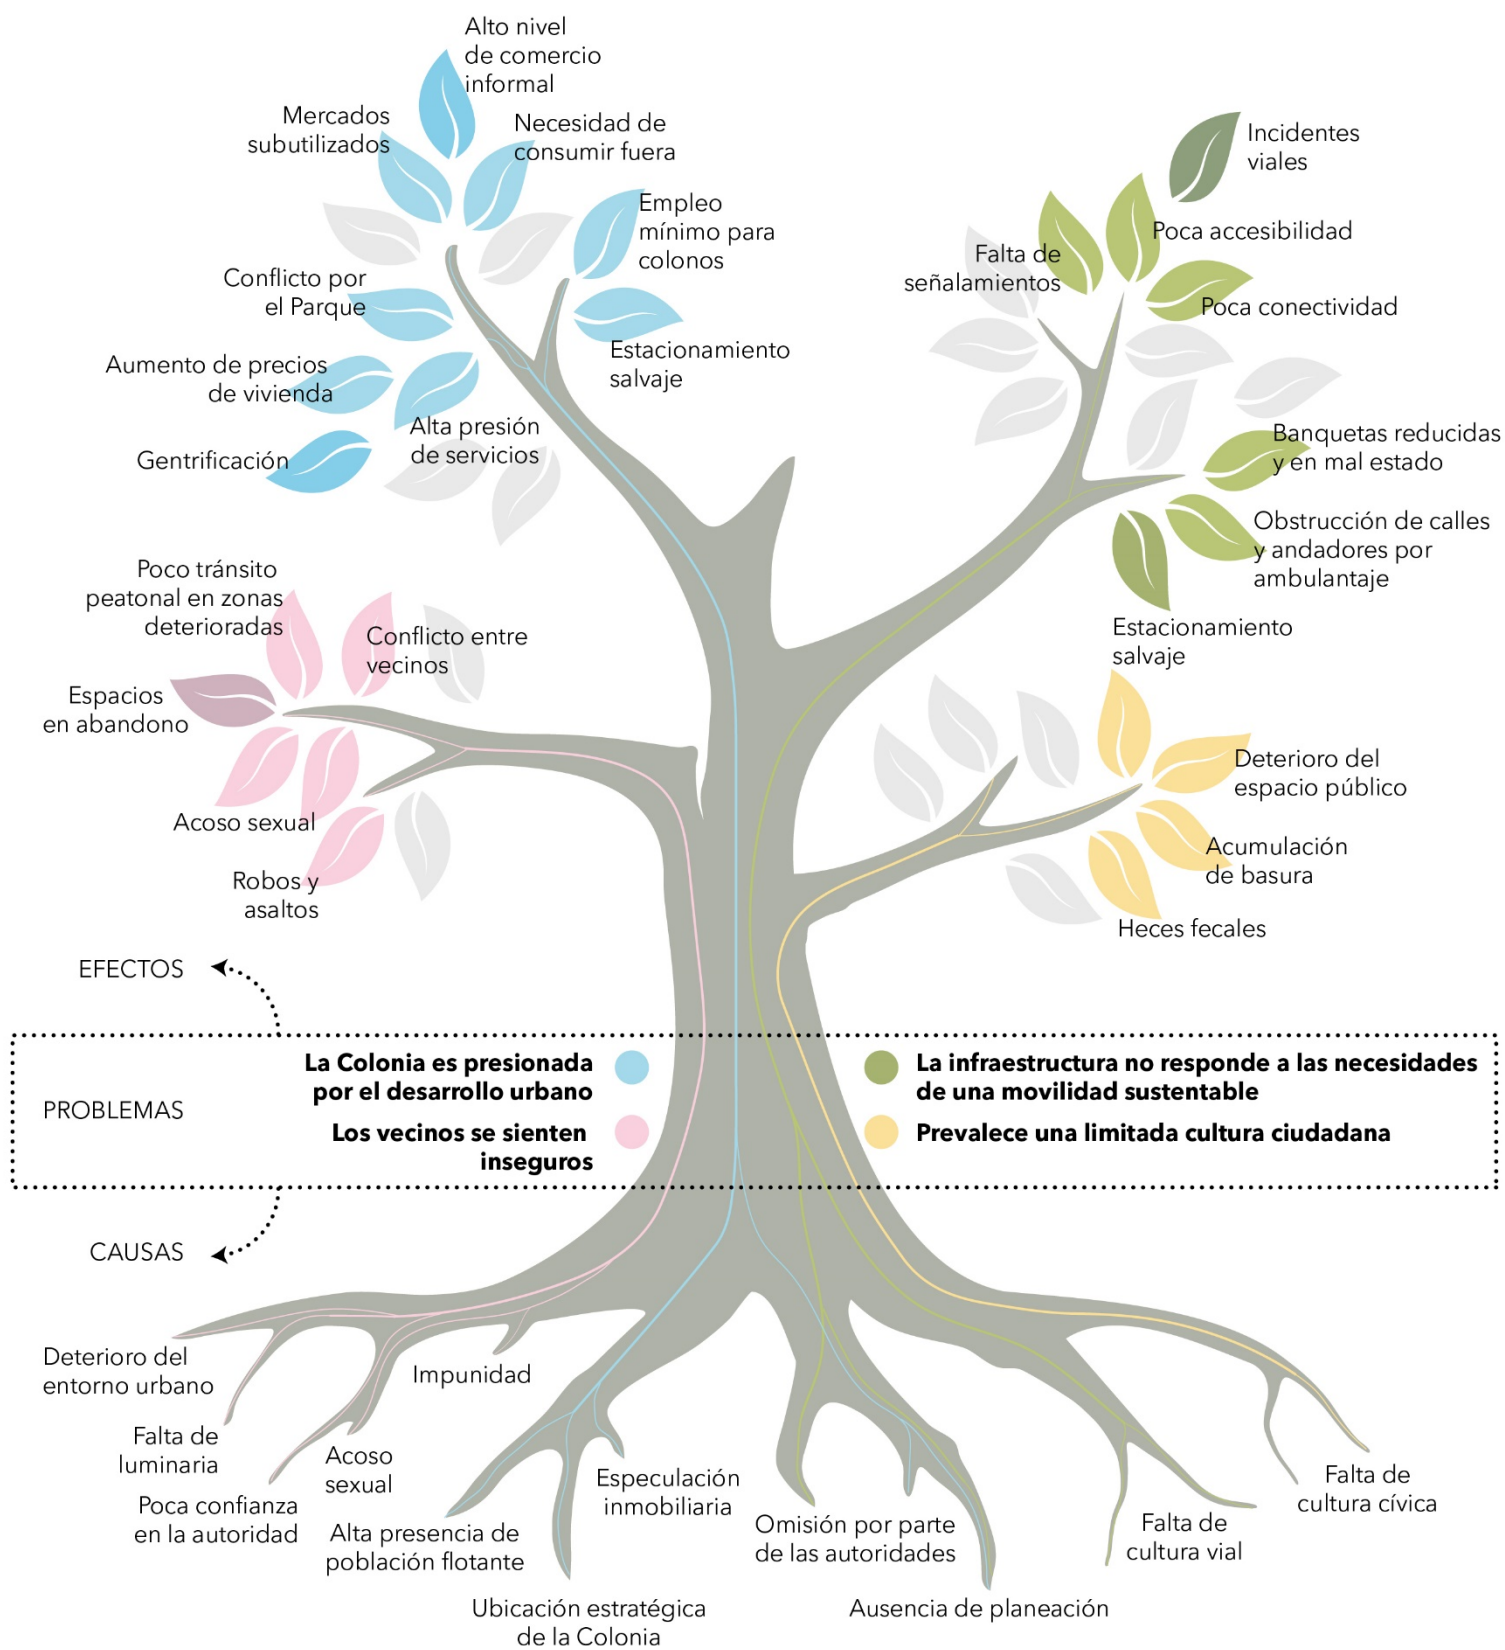 Alto nivel
de comercio
informal
Mercados
subutilizados
Necesidad de
consumir fuera
Empleo
mínimo para
colonos
Conflicto por
el Parque
Estacionamiento
salvaje
Aumento de precios
de vivienda
Alta presión
de servicios
Gentrificación
Incidentes
viales
Poca accesibilidad
Falta de
señalamientos
Poca conectividad
Banquetas reducidas
y en mal estado
Obstrucción de calles
y andadores por
ambulantaje
Estacionamiento
salvaje
Poco tránsito
peatonal en zonas
deterioradas
Conflicto entre
vecinos
Espacios
en abandono
Acoso sexual
Robos y
asaltos
Deterioro del
espacio público
Acumulación
de basura
Heces fecales
EFECTOS
PROBLEMAS
La Colonia es presionada
por el desarrollo urbano
Los vecinos se sienten
inseguros
La infraestructura no responde a las necesidades
de una movilidad sustentable
Prevalece una limitada cultura ciudadana
CAUSAS
Deterioro del
entorno urbano
Falta de
luminaria
Poca confianza
en la autoridad
Impunidad
Acoso
sexual
Alta presencia de
población flotante
Ubicación estratégica
de la Colonia
Especulación
inmobiliaria
Omisión por parte
de las autoridades
Ausencia de planeación
Falta de
cultura vial
Falta de
cultura cívica